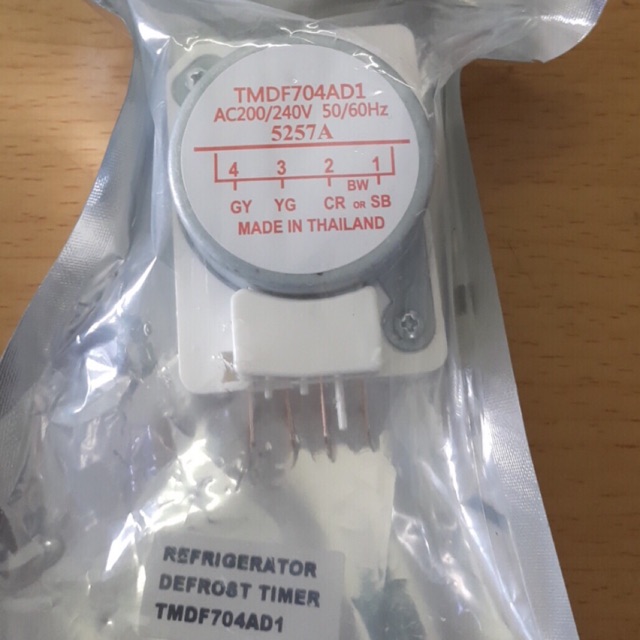 TMDF704AD1
AC200/240V 50/60Hz
5257A
4 3 2 1
BW
GY YG CR OR SB
MADE IN THAILAND
REFRIGERATOR
DEFROST TIMER
TMDF704AD1